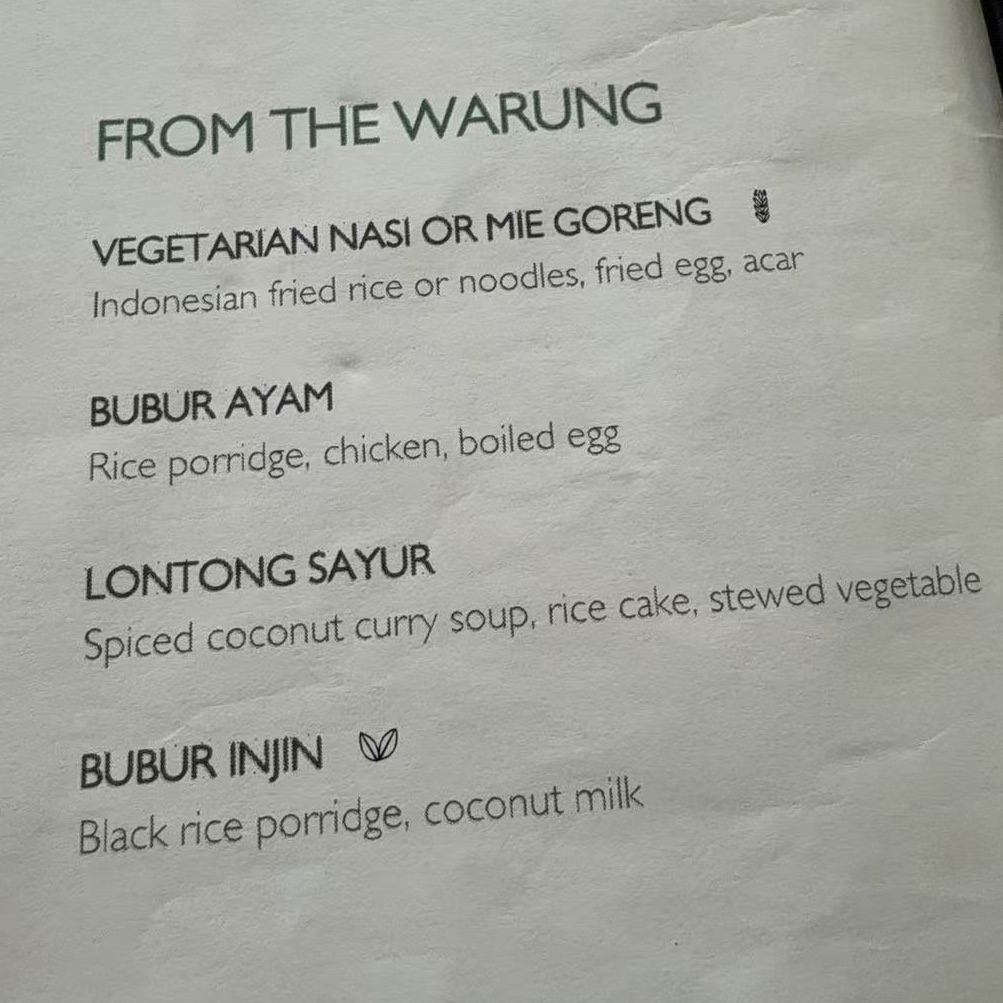 FROM THE WARUNG
VEGETARIAN NASI OR MIE GORENG
Indonesian fried rice or noodles, fried egg, acar
BUBUR AYAM
Rice porridge, chicken, boiled egg
LONTONG SAYUR
Spiced coconut curry soup, rice cake, stewed vegetable
BUBUR INJIN
Black rice porridge, coconut milk